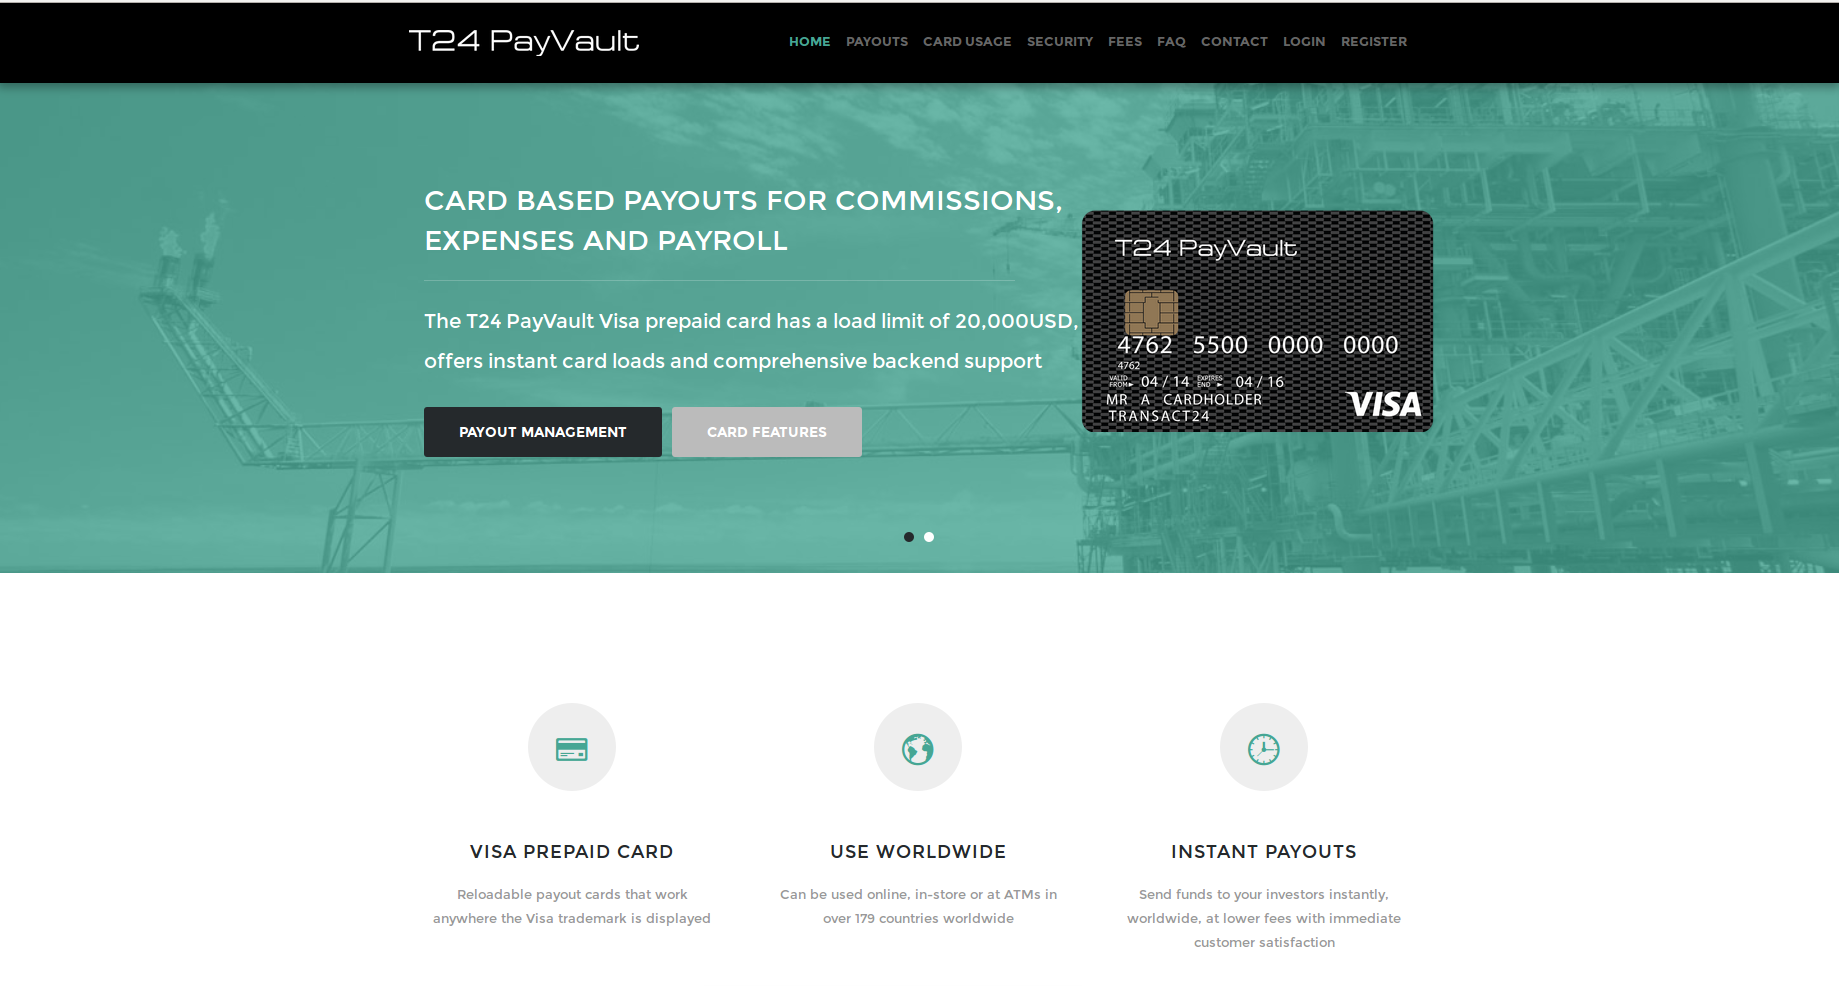 T24 PayVault
HOME PAYOUTS CARD USAGE SECURITY FEES FAQ CONTACT LOGIN REGISTER
CARD BASED PAYOUTS FOR COMMISSIONS,
EXPENSES AND PAYROLL
The T24 PayVault Visa prepaid card has a load limit of 20,000USD,
offers instant card loads and comprehensive backend support
PAYOUT MANAGEMENT CARD FEATURES
T24 PayVault
4762 5500 0000 0000
4762
VALID FROM 04 / 14 EXPIRES END 04 / 16
MR A CARDHOLDER
TRANSACT24
VISA
VISA PREPAID CARD
Reloadable payout cards that work
anywhere the Visa trademark is displayed
USE WORLDWIDE
Can be used online, in-store or at ATMs in
over 179 countries worldwide
INSTANT PAYOUTS
Send funds to your investors instantly,
worldwide, at lower fees with immediate
customer satisfaction